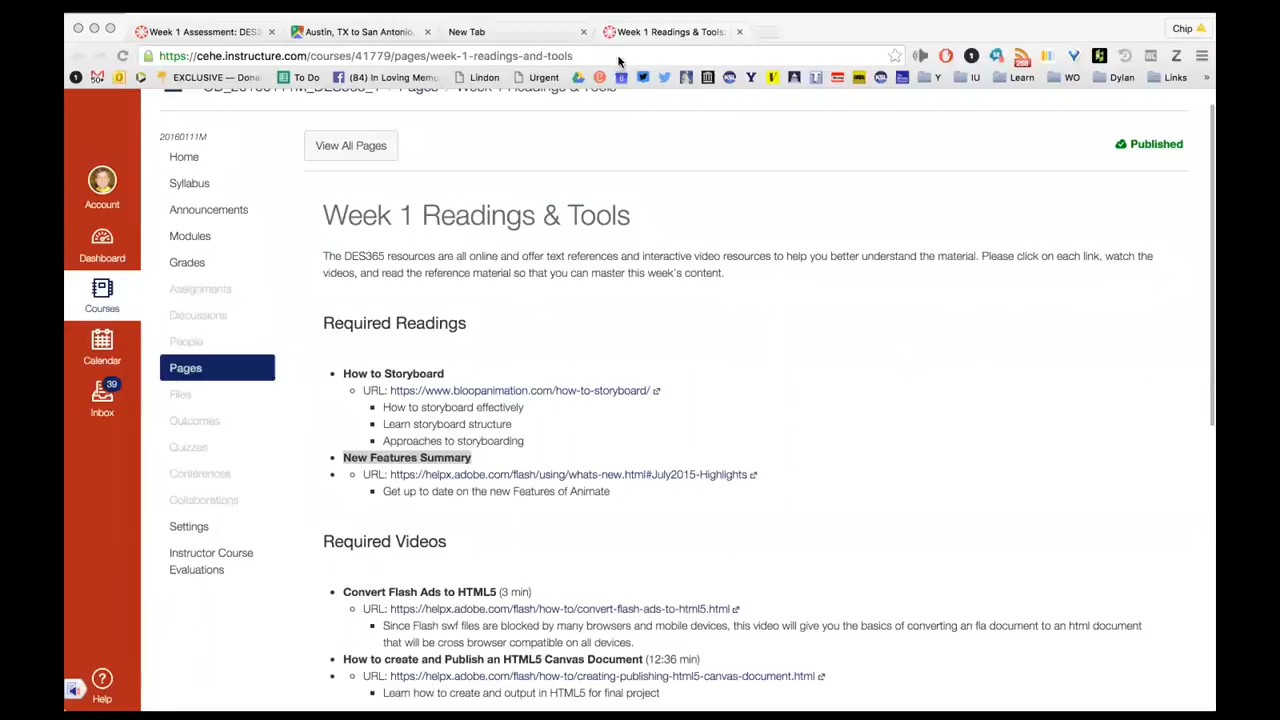 Week 1 Assessment: DES3
Austin, TX to San Antonio.
New Tab
Week 1 Readings & Tools:
Chip
https://cehe.instructure.com/courses/41779/pages/week-1-readings-and-tools
268
EXCLUSIVE — Dona
To Do
(84) In Loving Memo
Lindon
Urgent
Y
IU
Learn
WO
Dylan
Links
»
20160111M
Home
Syllabus
Announcements
Modules
Grades
Assignments
Discussions
People
Pages
Files
Outcomes
Quizzes
Conferences
Collaborations
Settings
Instructor Course
Evaluations
Account
Dashboard
Courses
Calendar
39
Inbox
Help
View All Pages
Published
Week 1 Readings & Tools
The DES365 resources are all online and offer text references and interactive video resources to help you better understand the material. Please click on each link, watch the
videos, and read the reference material so that you can master this week's content.
Required Readings
How to Storyboard
URL: https://www.bloopanimation.com/how-to-storyboard/
How to storyboard effectively
Learn storyboard structure
Approaches to storyboarding
New Features Summary
URL: https://helpx.adobe.com/flash/using/whats-new.html#July2015-Highlights
Get up to date on the new Features of Animate
Required Videos
Convert Flash Ads to HTML5 (3 min)
URL: https://helpx.adobe.com/flash/how-to/convert-flash-ads-to-html5.html
Since Flash swf files are blocked by many browsers and mobile devices, this video will give you the basics of converting an fla document to an html document
that will be cross browser compatible on all devices.
How to create and Publish an HTML5 Canvas Document (12:36 min)
URL: https://helpx.adobe.com/flash/how-to/creating-publishing-html5-canvas-document.html
Learn how to create and output in HTML5 for final project